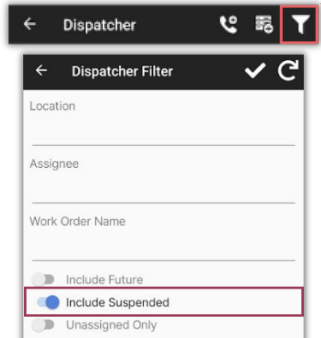 Dispatcher
Dispatcher Filter
Location
Assignee
Work Order Name
Include Future
Include Suspended
Unassigned Only